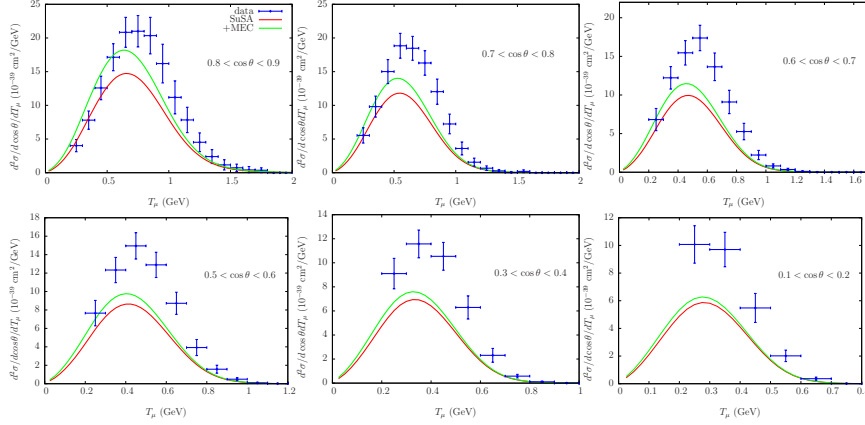 data
SuSA
+MEC
0.8 < cos θ < 0.9
d²σ/d cos θ/dT_μ (10⁻³⁹ cm²/GeV)
30
25
20
15
10
5
0
0 0.5 1 1.5 2
T_μ (GeV)
0.7 < cos θ < 0.8
d²σ/d cos θdT_μ (10⁻³⁹ cm²/GeV)
25
20
15
10
5
0
0 0.5 1 1.5 2
T_μ (GeV)
0.6 < cos θ < 0.7
d²σ/d cos θ/dT_μ (10⁻³⁹ cm²/GeV)
20
15
10
5
0
0 0.2 0.4 0.6 0.8 1 1.2 1.4 1.6
T_μ (GeV)
0.5 < cos θ < 0.6
d²σ/dcosθ/dT_μ (10⁻³⁹ cm²/GeV)
18
16
14
12
10
8
6
4
2
0
0 0.2 0.4 0.6 0.8 1 1.2
T_μ (GeV)
0.3 < cos θ < 0.4
d²σ/d cos θdT_μ (10⁻³⁹ cm²/GeV)
14
12
10
8
6
4
2
0
0 0.2 0.4 0.6 0.8 1
T_μ (GeV)
0.1 < cos θ < 0.2
d²σ/dcosθ/dT_μ (10⁻³⁹ cm²/GeV)
12
10
8
6
4
2
0
0 0.1 0.2 0.3 0.4 0.5 0.6 0.7
T_μ (GeV)